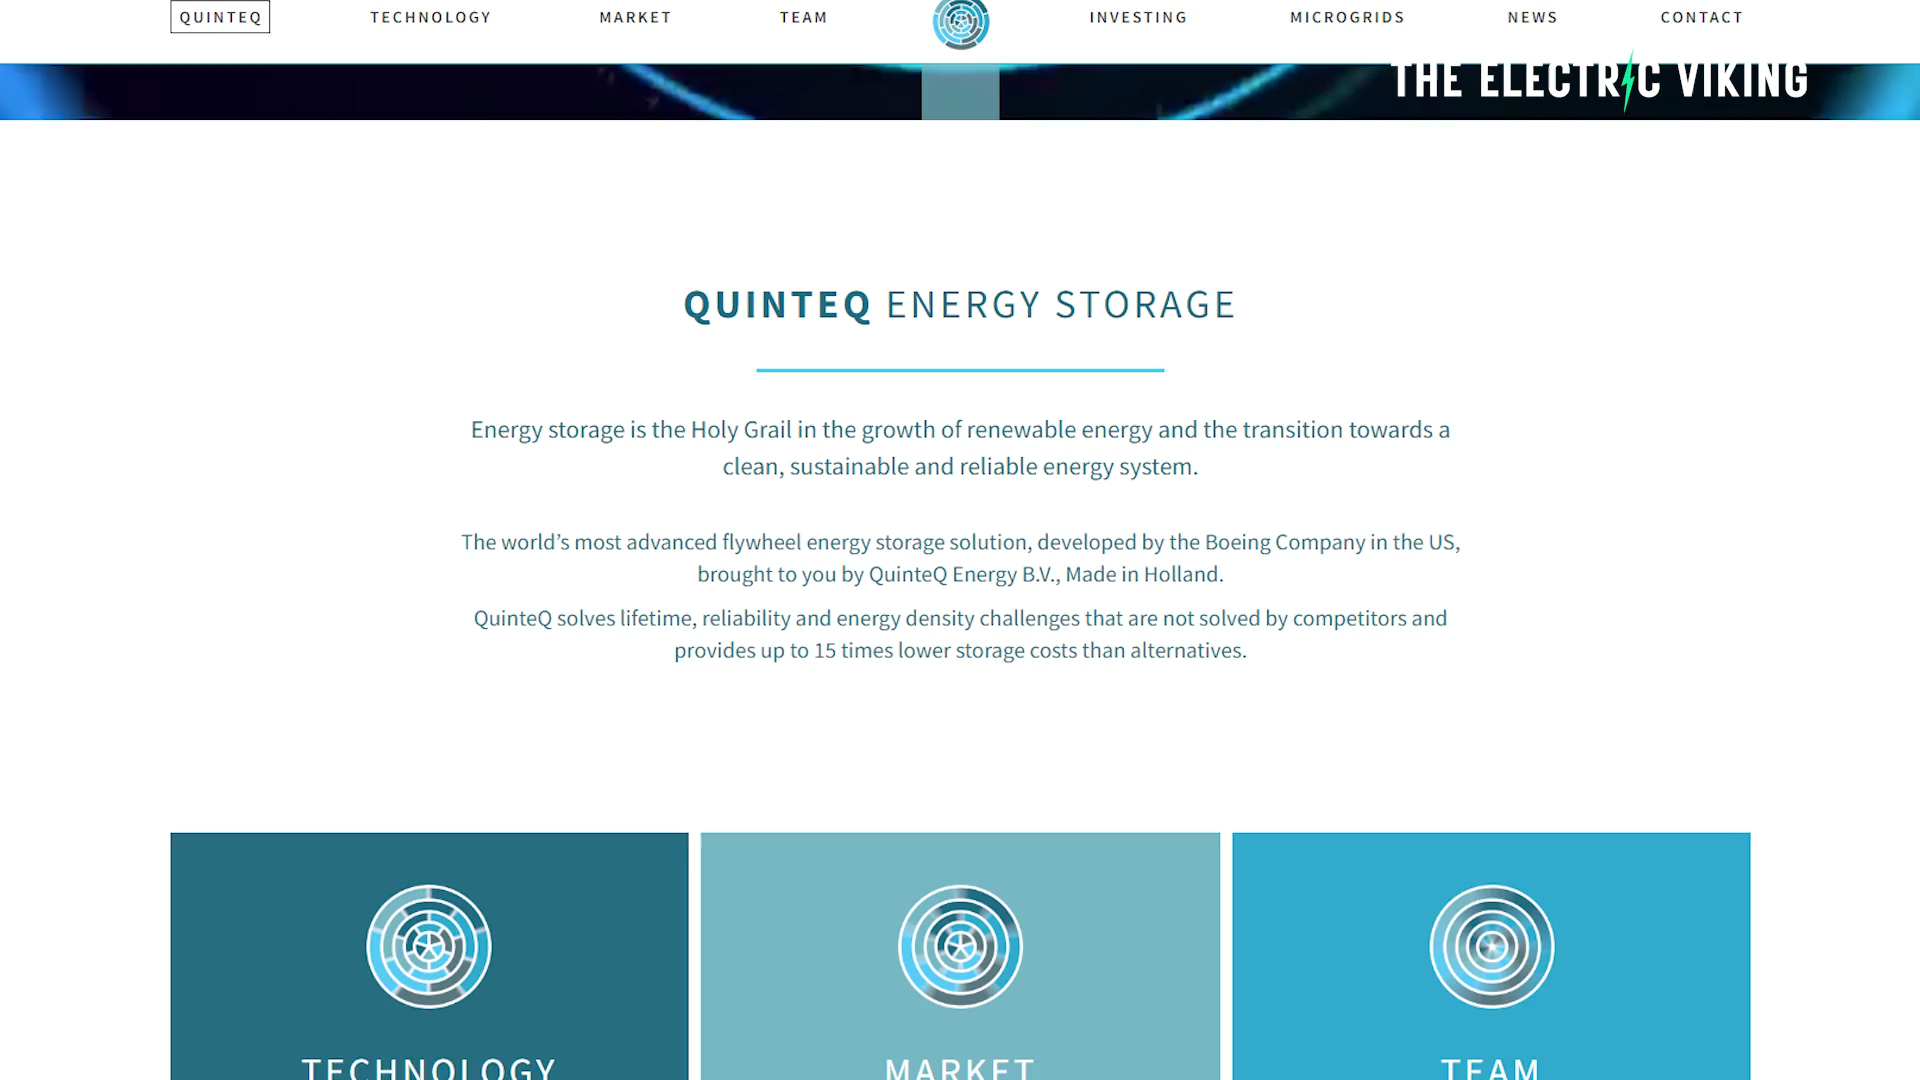 QUINTEQ TECHNOLOGY MARKET TEAM INVESTING MICROGRIDS NEWS CONTACT
THE ELECTRIC VIKING
QUINTEQ ENERGY STORAGE
Energy storage is the Holy Grail in the growth of renewable energy and the transition towards a
clean, sustainable and reliable energy system.
The world’s most advanced flywheel energy storage solution, developed by the Boeing Company in the US,
brought to you by QuinteQ Energy B.V., Made in Holland.
QuinteQ solves lifetime, reliability and energy density challenges that are not solved by competitors and
provides up to 15 times lower storage costs than alternatives.
TECHNOLOGY MARKET TEAM